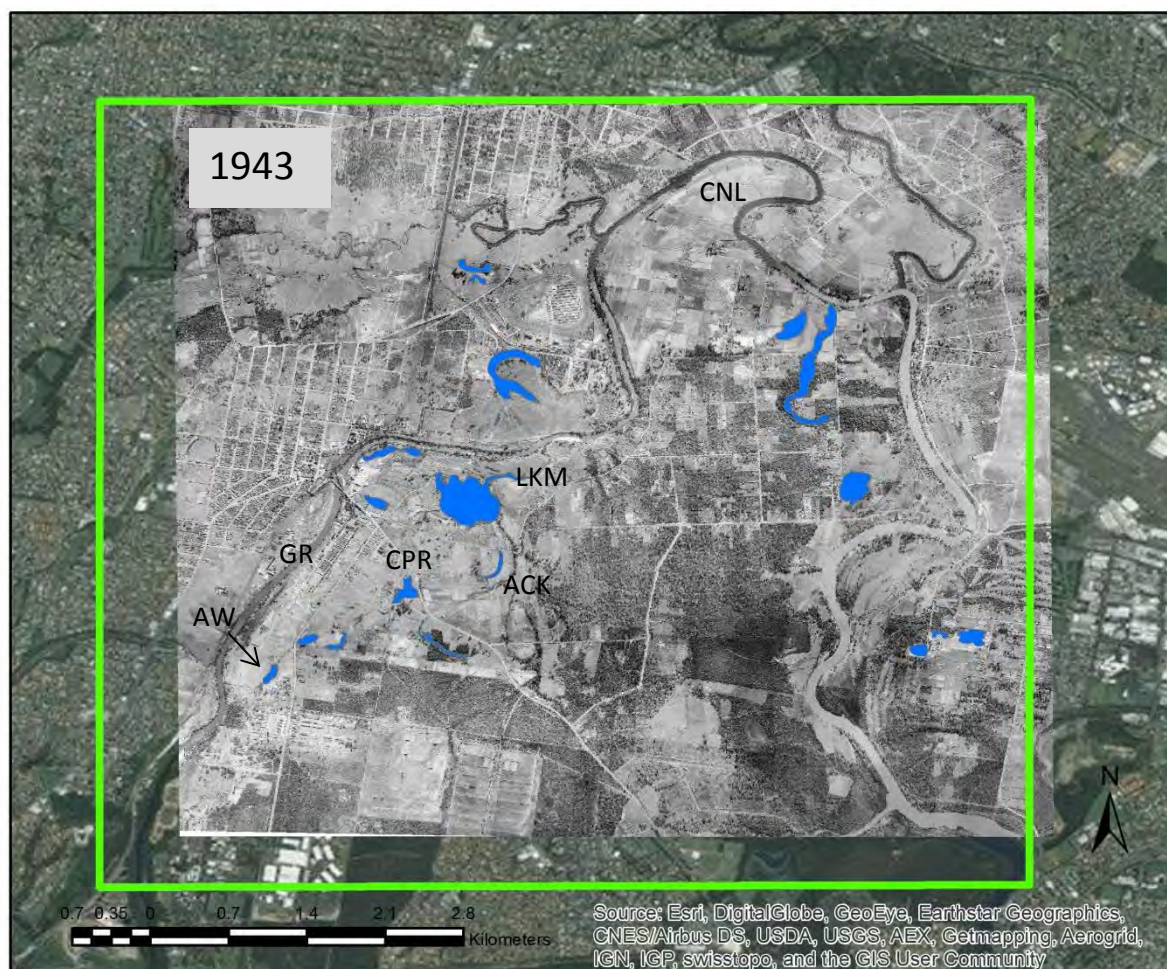 1943
CNL
LKM
GR
CPR
ACK
AW
N
0.7 0.35 0 0.7 1.4 2.1 2.8
Kilometers
Source: Esri, DigitalGlobe, GeoEye, Earthstar Geographics,
CNES/Airbus DS, USDA, USGS, AEX, Getmapping, Aerogrid,
IGN, IGP, swisstopo, and the GIS User Community